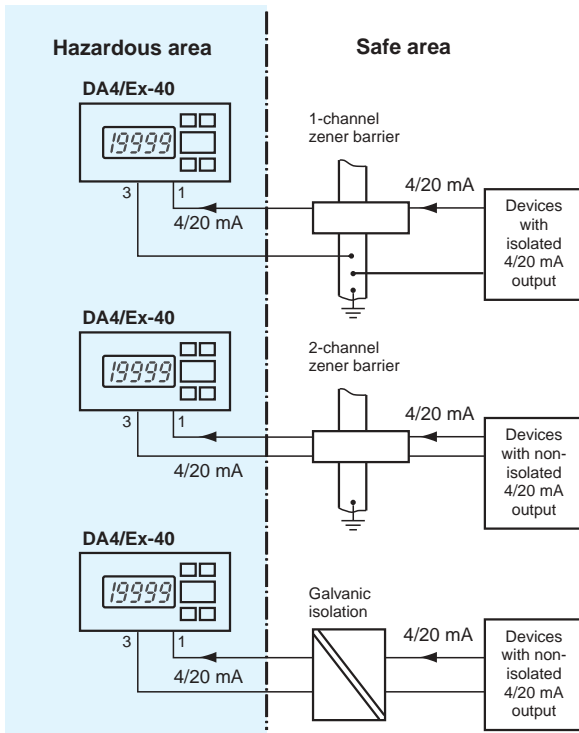 Hazardous area
Safe area
DA4/Ex-40
19999
3
1
4/20 mA
1-channel
zener barrier
4/20 mA
Devices
with
isolated
4/20 mA
output
DA4/Ex-40
19999
3
1
4/20 mA
2-channel
zener barrier
4/20 mA
Devices
with non-
isolated
4/20 mA
output
DA4/Ex-40
19999
3
1
4/20 mA
Galvanic
isolation
4/20 mA
Devices
with non-
isolated
4/20 mA
output